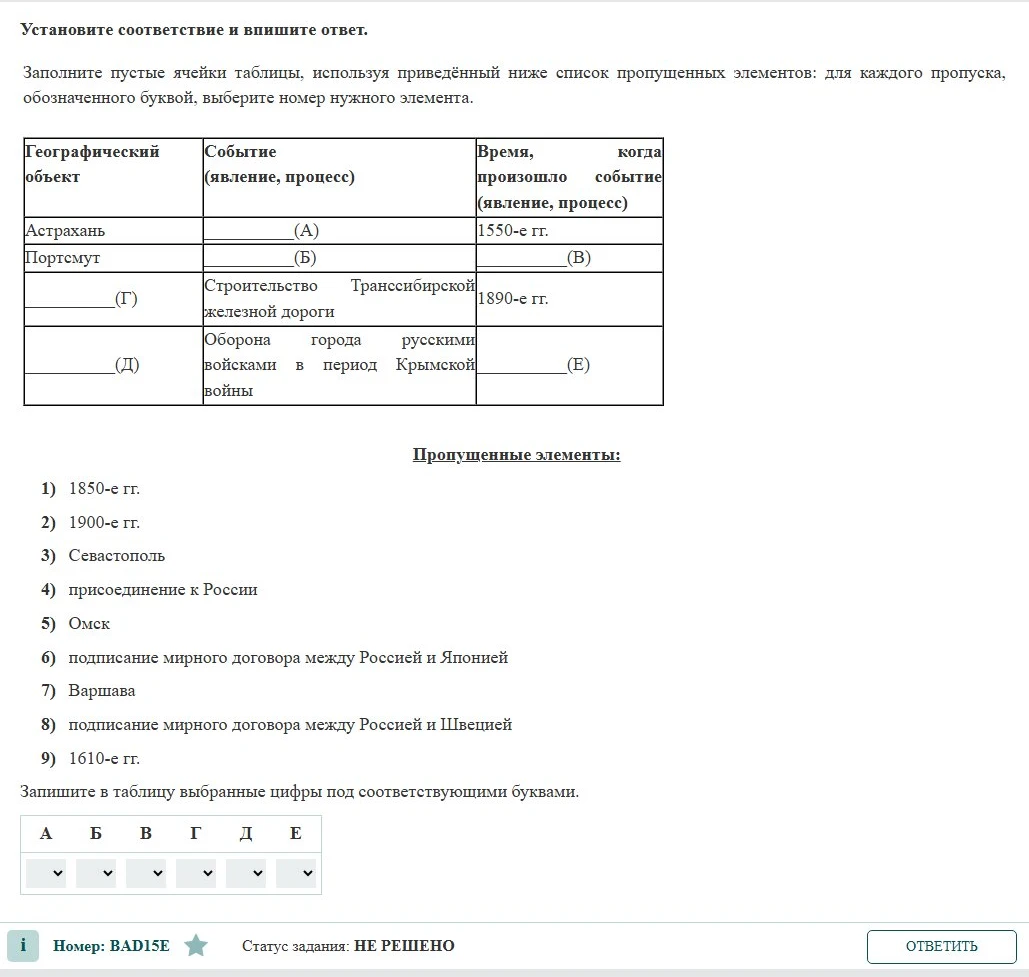 Установите соответствие и впишите ответ.
Заполните пустые ячейки таблицы, используя приведённый ниже список пропущенных элементов: для каждого пропуска,
обозначенного буквой, выберите номер нужного элемента.
Географический объект
Событие (явление, процесс)
Время, когда произошло событие (явление, процесс)
Астрахань
__________(А)
1550-е гг.
Портсмут
__________(Б)
__________(В)
__________(Г)
Строительство Транссибирской
железной дороги
1890-е гг.
__________(Д)
Оборона города русскими
войсками в период Крымской
войны
__________(Е)
Пропущенные элементы:
1) 1850-е гг.
2) 1900-е гг.
3) Севастополь
4) присоединение к России
5) Омск
6) подписание мирного договора между Россией и Японией
7) Варшава
8) подписание мирного договора между Россией и Швецией
9) 1610-е гг.
Запишите в таблицу выбранные цифры под соответствующими буквами.
А Б В Г Д Е
i Номер: BAD15E Статус задания: НЕ РЕШЕНО ОТВЕТИТЬ